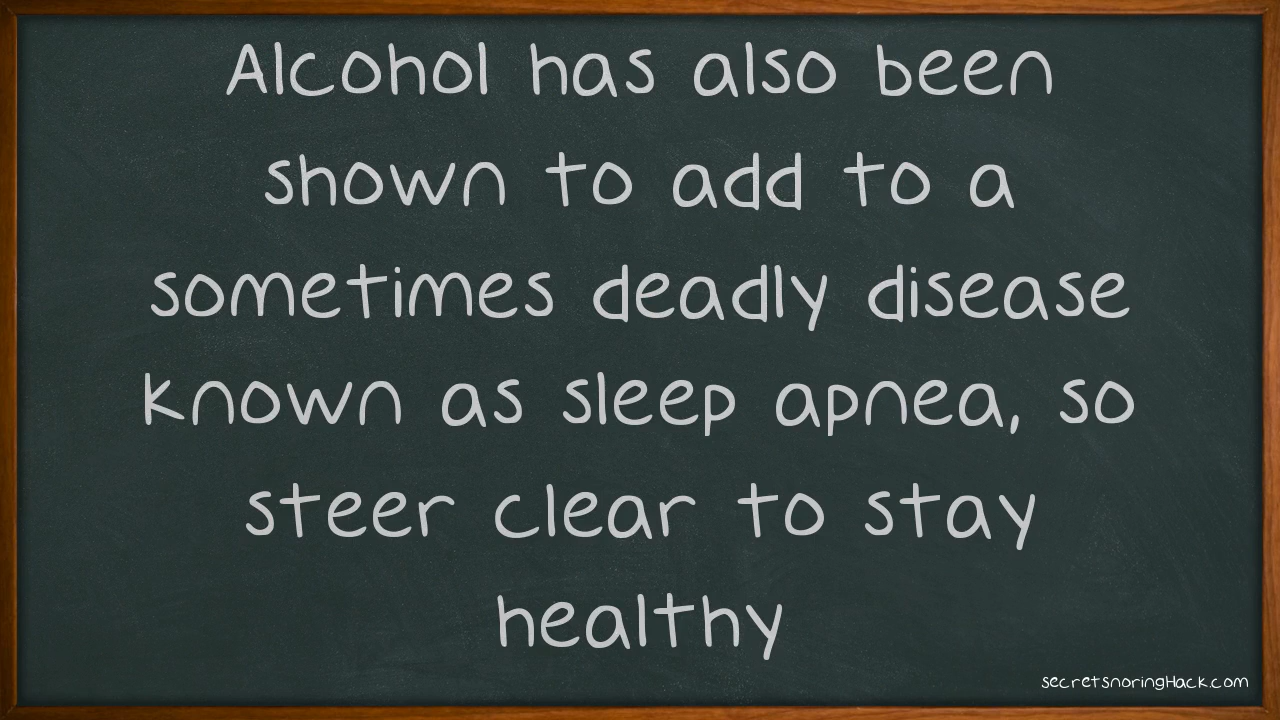 Alcohol has also been
shown to add to a
sometimes deadly disease
known as sleep apnea, so
steer clear to stay
healthy
secretsnoringHack.com